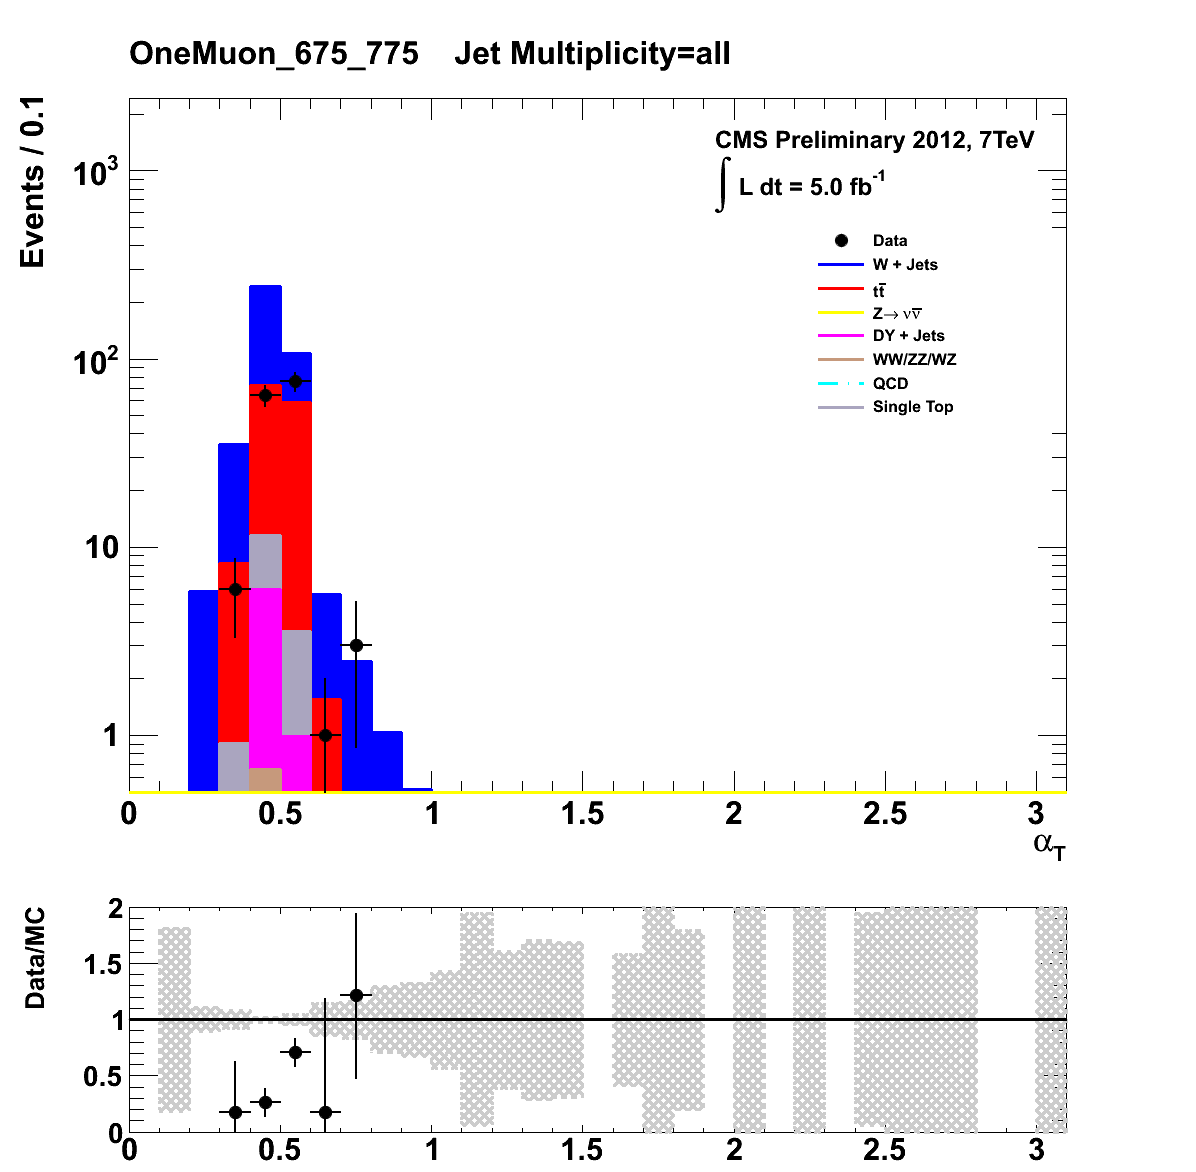 OneMuon_675_775 Jet Multiplicity=all
Events / 0.1
CMS Preliminary 2012, 7TeV
∫ L dt = 5.0 fb⁻¹
Data
W + Jets
tt̅
Z→ νν̅
DY + Jets
WW/ZZ/WZ
QCD
Single Top
10³
10²
10
1
0 0.5 1 1.5 2 2.5 3
α_T
Data/MC
2
1.5
1
0.5
0
0 0.5 1 1.5 2 2.5 3